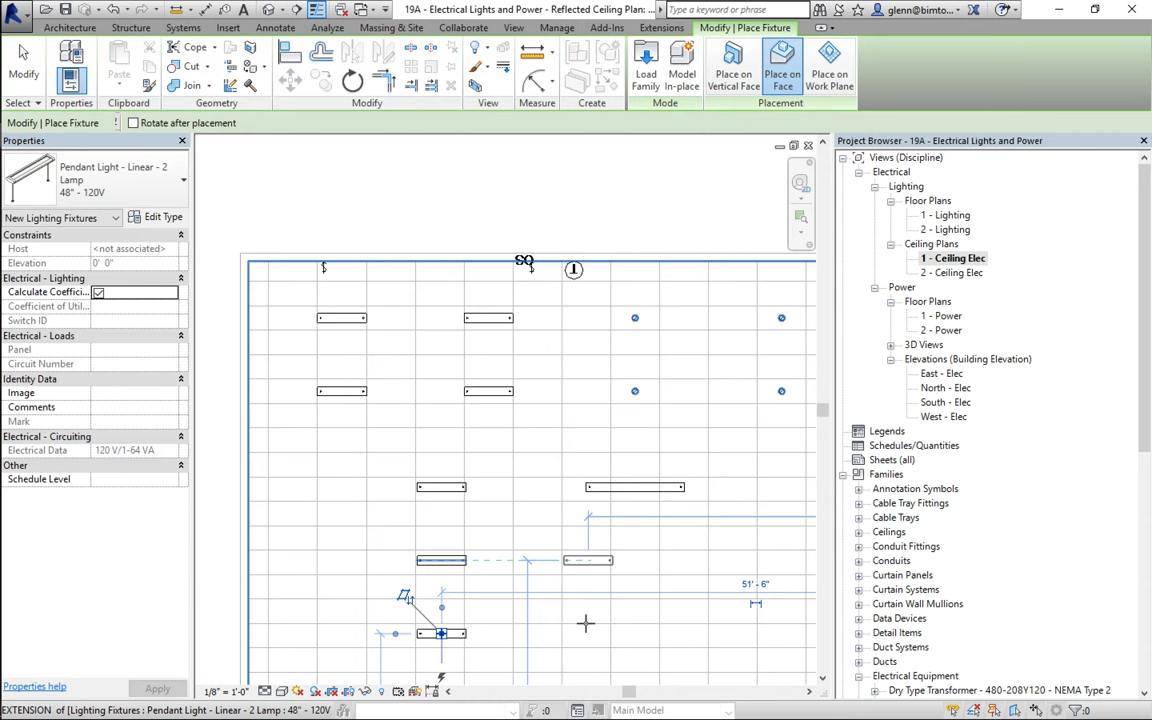 19A - Electrical Lights and Power - Reflected Ceiling Plan:
Type a keyword or phrase
glenn@bimto...
Architecture
Structure
Systems
Insert
Annotate
Analyze
Massing & Site
Collaborate
View
Manage
Add-Ins
Extensions
Modify | Place Fixture
Modify
Properties
Paste
Cope
Cut
Join
Load
Family
Model
In-place
Place on
Vertical Face
Place on
Face
Place on
Work Plane
Select
Properties
Clipboard
Geometry
Modify
View
Measure
Create
Mode
Placement
Modify | Place Fixture
Rotate after placement
Properties
Pendant Light - Linear - 2
Lamp
48" - 120V
New Lighting Fixtures
Edit Type
Constraints
Host
<not associated>
Elevation
0' 0"
Electrical - Lighting
Calculate Coeffici...
Coefficient of Util...
Switch ID
Electrical - Loads
Panel
Circuit Number
Identity Data
Image
Comments
Mark
Electrical - Circuiting
Electrical Data
120 V/1-64 VA
Other
Schedule Level
Properties help
Apply
$
OS
$
T
51' - 6"
1/8" = 1'-0"
Project Browser - 19A - Electrical Lights and Power
Views (Discipline)
Electrical
Lighting
Floor Plans
1 - Lighting
2 - Lighting
Ceiling Plans
1 - Ceiling Elec
2 - Ceiling Elec
Power
Floor Plans
1 - Power
2 - Power
3D Views
Elevations (Building Elevation)
East - Elec
North - Elec
South - Elec
West - Elec
Legends
Schedules/Quantities
Sheets (all)
Families
Annotation Symbols
Cable Tray Fittings
Cable Trays
Ceilings
Conduit Fittings
Conduits
Curtain Panels
Curtain Systems
Curtain Wall Mullions
Data Devices
Detail Items
Duct Systems
Ducts
Electrical Equipment
Dry Type Transformer - 480-208Y120 - NEMA Type 2
EXTENSION of [Lighting Fixtures : Pendant Light - Linear - 2 Lamp : 48" - 120V
:0
Main Model
:0